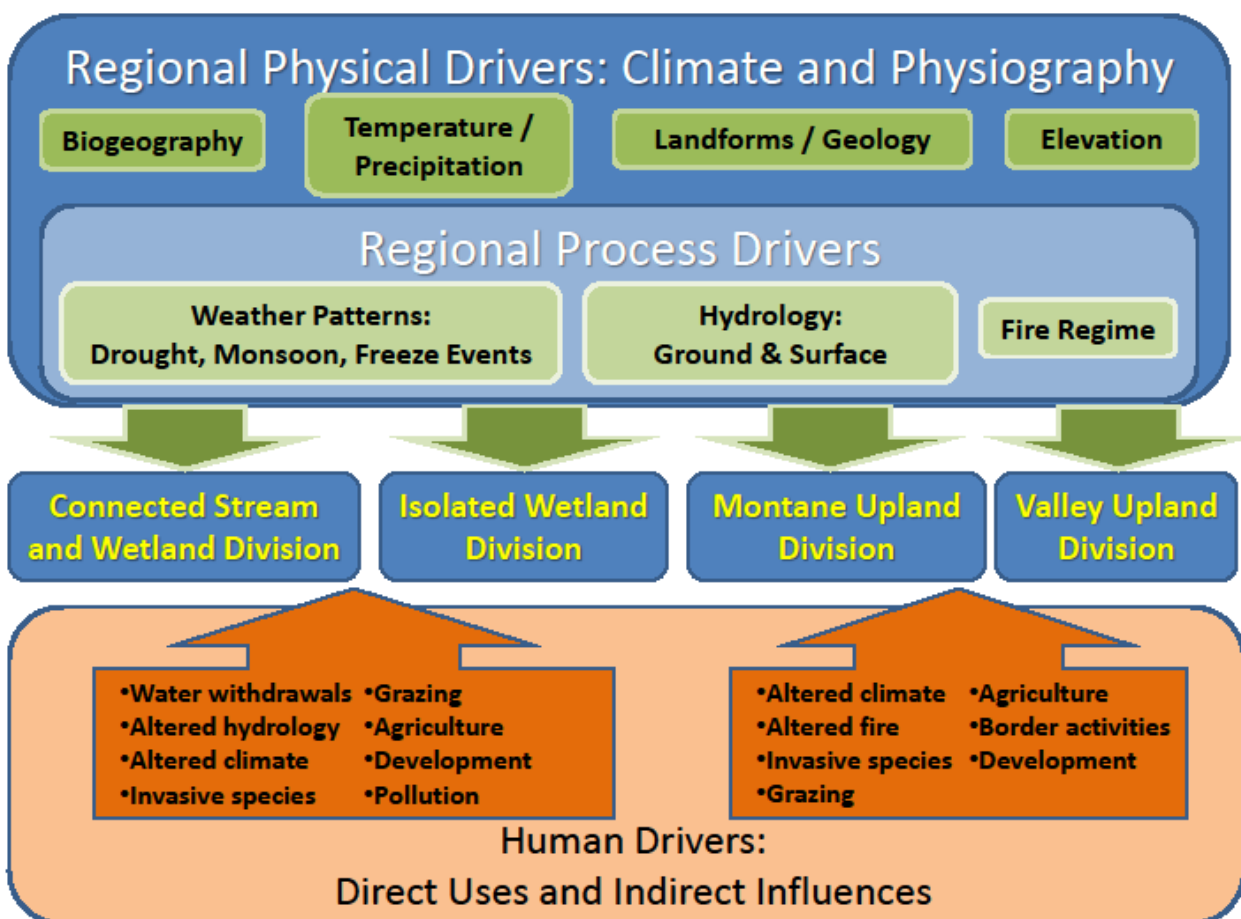 Regional Physical Drivers: Climate and Physiography
Biogeography
Temperature /
Precipitation
Landforms / Geology
Elevation
Regional Process Drivers
Weather Patterns:
Drought, Monsoon, Freeze Events
Hydrology:
Ground & Surface
Fire Regime
Connected Stream
and Wetland Division
Isolated Wetland
Division
Montane Upland
Division
Valley Upland
Division
•Water withdrawals
•Altered hydrology
•Altered climate
•Invasive species
•Grazing
•Agriculture
•Development
•Pollution
•Altered climate
•Altered fire
•Invasive species
•Grazing
•Agriculture
•Border activities
•Development
Human Drivers:
Direct Uses and Indirect Influences